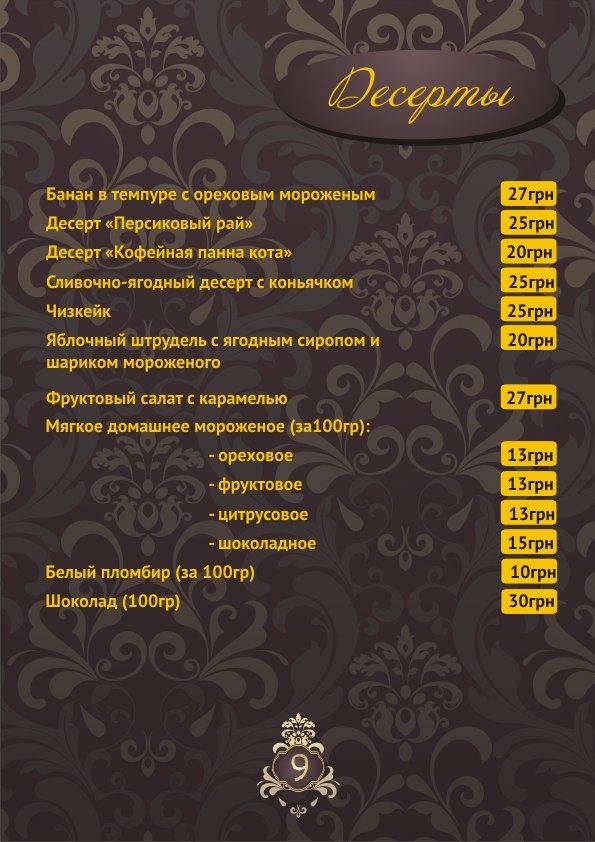 Десерты
Банан в темпуре с ореховым мороженым 27грн
Десерт «Персиковый рай» 25грн
Десерт «Кофейная панна кота» 20грн
Сливочно-ягодный десерт с коньячком 25грн
Чизкейк 25грн
Яблочный штрудель с ягодным сиропом и 20грн
шариком мороженого
Фруктовый салат с карамелью 27грн
Мягкое домашнее мороженое (за100гр):
- ореховое 13грн
- фруктовое 13грн
- цитрусовое 13грн
- шоколадное 15грн
Белый пломбир (за 100гр) 10грн
Шоколад (100гр) 30грн
9